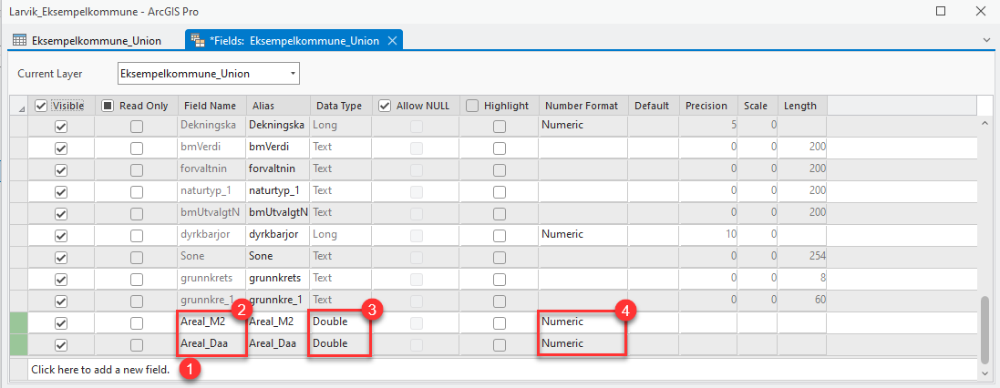 Larvik_Eksempelkommune - ArcGIS Pro
Eksempelkommune_Union *Fields: Eksempelkommune_Union
Current Layer Eksempelkommune_Union
Visible Read Only Field Name Alias Data Type Allow NULL Highlight Number Format Default Precision Scale Length
Dekningska Dekningska Long Numeric 5 0
bmVerdi bmVerdi Text 0 0 200
forvaltnin forvaltnin Text 0 0 200
naturtyp_1 naturtyp_1 Text 0 0 200
bmUtvalgtN bmUtvalgtN Text 0 0 200
dyrkbarjor dyrkbarjor Long Numeric 10 0
Sone Sone Text 0 0 254
grunnkrets grunnkrets Text 0 0 8
grunnkre_1 grunnkre_1 Text 0 0 60
2 3 4
Areal_M2 Areal_M2 Double Numeric
Areal_Daa Areal_Daa Double Numeric
Click here to add a new field. 1